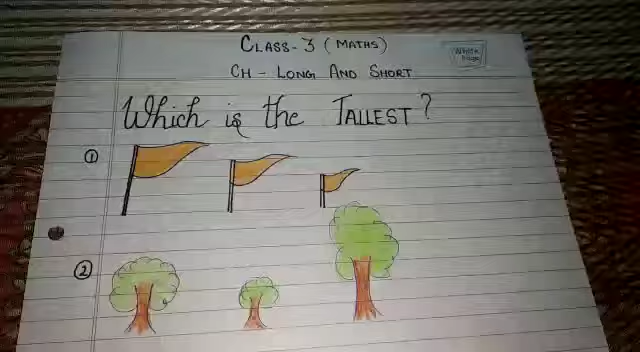 CLASS - 3 (MATHS)
CH - LONG AND SHORT
Which is the TALLEST?
①
②